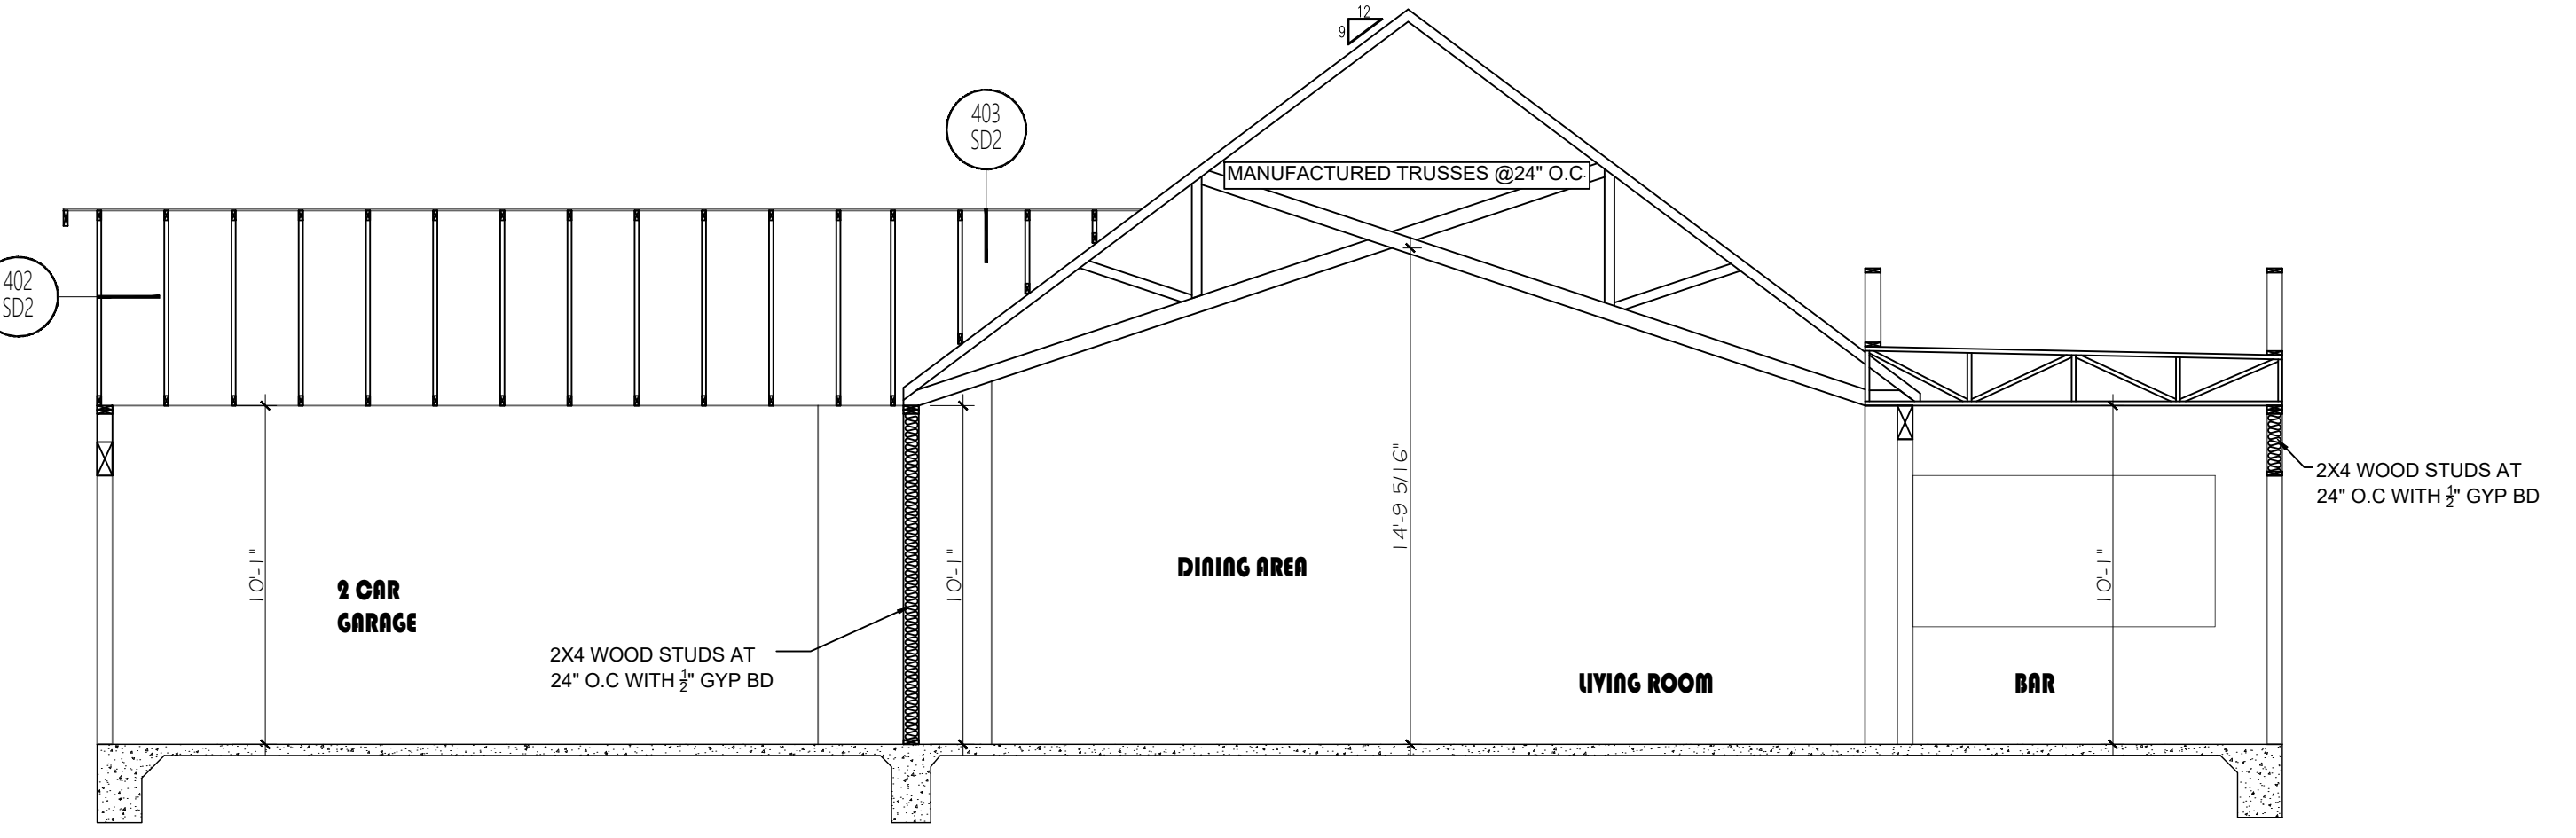 12
9
403
SD2
MANUFACTURED TRUSSES @24" O.C.
402
SD2
2X4 WOOD STUDS AT
24" O.C WITH ½" GYP BD
14'-9 5/16"
10'-1"
10'-1"
10'-1"
DINING AREA
2 CAR
GARAGE
2X4 WOOD STUDS AT
24" O.C WITH ½" GYP BD
LIVING ROOM
BAR